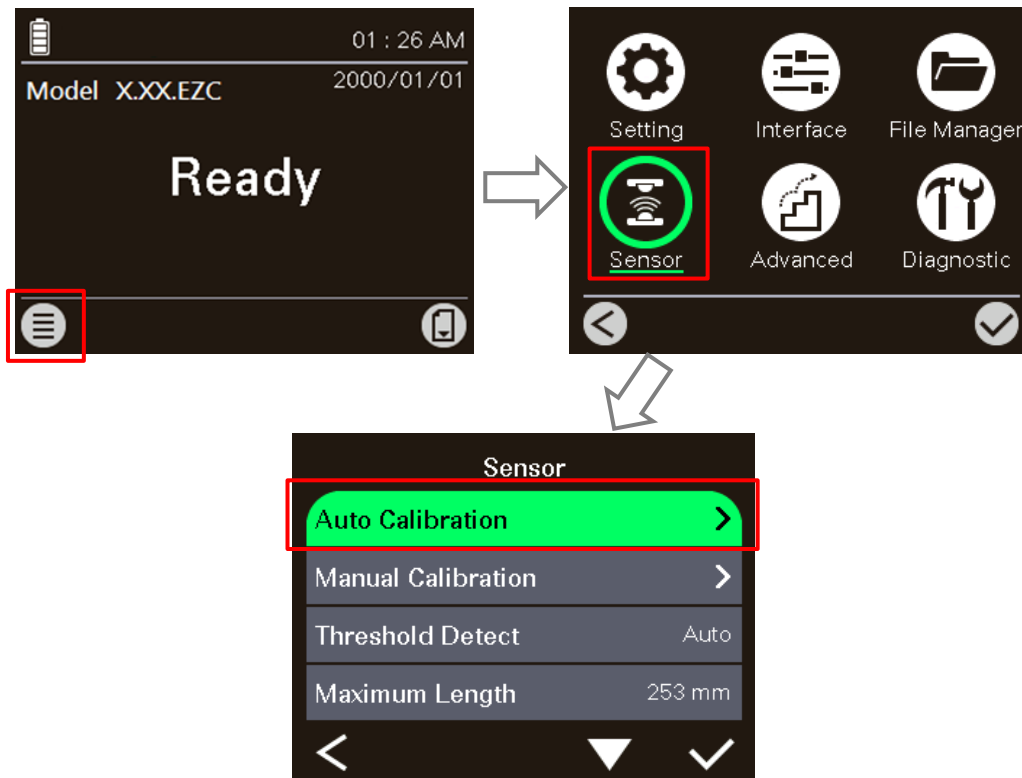 01 : 26 AM
Model X.XX.EZC
2000/01/01
Ready
Setting
Interface
File Manager
Sensor
Advanced
Diagnostic
Sensor
Auto Calibration
Manual Calibration
Threshold Detect Auto
Maximum Length 253 mm